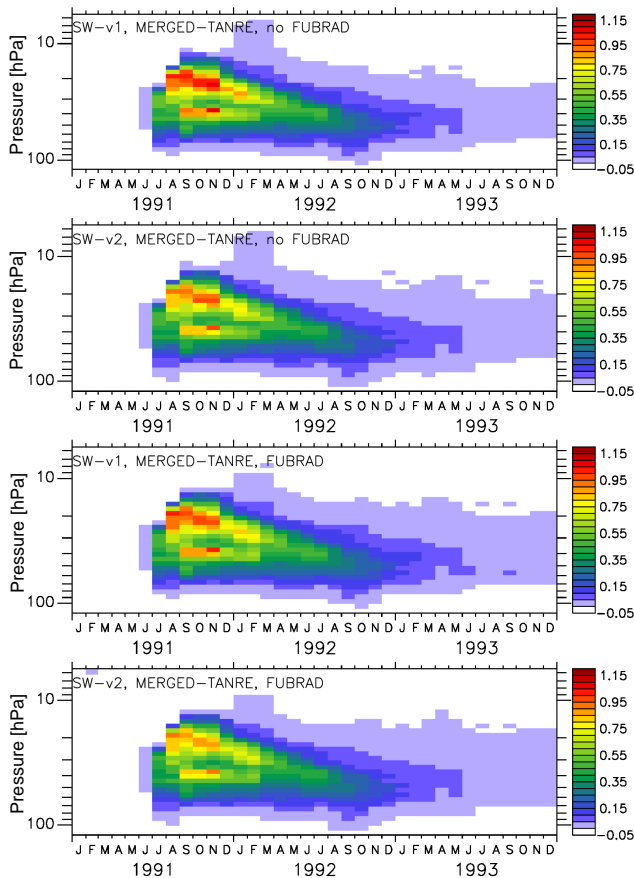 SW-v1, MERGED-TANRE, no FUBRAD
Pressure [hPa]
10
100
1.15
0.95
0.75
0.55
0.35
0.15
−0.05
J F M A M J J A S O N D J F M A M J J A S O N D J F M A M J J A S O N D
1991 1992 1993
SW-v2, MERGED-TANRE, no FUBRAD
Pressure [hPa]
10
100
1.15
0.95
0.75
0.55
0.35
0.15
−0.05
J F M A M J J A S O N D J F M A M J J A S O N D J F M A M J J A S O N D
1991 1992 1993
SW-v1, MERGED-TANRE, FUBRAD
Pressure [hPa]
10
100
1.15
0.95
0.75
0.55
0.35
0.15
−0.05
J F M A M J J A S O N D J F M A M J J A S O N D J F M A M J J A S O N D
1991 1992 1993
SW-v2, MERGED-TANRE, FUBRAD
Pressure [hPa]
10
100
1.15
0.95
0.75
0.55
0.35
0.15
−0.05
J F M A M J J A S O N D J F M A M J J A S O N D J F M A M J J A S O N D
1991 1992 1993